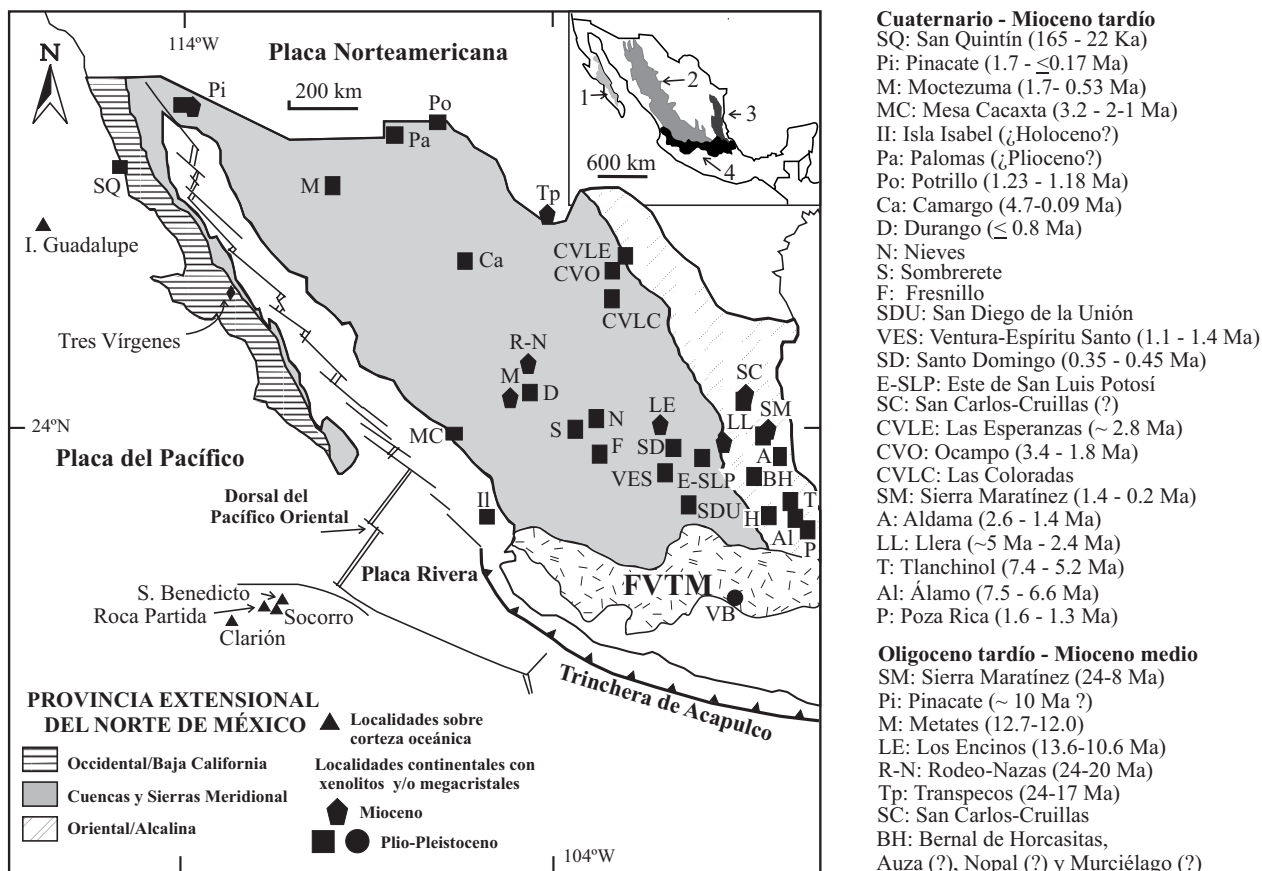 114ºW
N
Placa Norteamericana
200 km
Pi
Po
Pa
1
2
3
4
600 km
SQ
M
Tp
I. Guadalupe
Ca
CVLE
CVO
CVLC
Tres Vírgenes
R-N
M
D
SC
LE
SM
LL
24ºN
MC
S
N
F
SD
A
Placa del Pacífico
VES
E-SLP
BH
SDU
T
H
Al
P
Dorsal del
Pacífico Oriental
Il
Placa Rivera
FVTM
VB
S. Benedicto
Roca Partida
Socorro
Clarión
Trinchera de Acapulco
PROVINCIA EXTENSIONAL
DEL NORTE DE MÉXICO
Occidental/Baja California
Cuencas y Sierras Meridional
Oriental/Alcalina
Localidades sobre
corteza oceánica
Localidades continentales con
xenolitos y/o megacristales
Mioceno
Plio-Pleistoceno
104ºW
Cuaternario - Mioceno tardío
SQ: San Quintín (165 - 22 Ka)
Pi: Pinacate (1.7 - <0.17 Ma)
M: Moctezuma (1.7- 0.53 Ma)
MC: Mesa Cacaxta (3.2 - 2-1 Ma)
II: Isla Isabel (¿Holoceno?)
Pa: Palomas (¿Plioceno?)
Po: Potrillo (1.23 - 1.18 Ma)
Ca: Camargo (4.7-0.09 Ma)
D: Durango (< 0.8 Ma)
N: Nieves
S: Sombrerete
F: Fresnillo
SDU: San Diego de la Unión
VES: Ventura-Espíritu Santo (1.1 - 1.4 Ma)
SD: Santo Domingo (0.35 - 0.45 Ma)
E-SLP: Este de San Luis Potosí
SC: San Carlos-Cruillas (?)
CVLE: Las Esperanzas (~ 2.8 Ma)
CVO: Ocampo (3.4 - 1.8 Ma)
CVLC: Las Coloradas
SM: Sierra Maratínez (1.4 - 0.2 Ma)
A: Aldama (2.6 - 1.4 Ma)
LL: Llera (~5 Ma - 2.4 Ma)
T: Tlanchinol (7.4 - 5.2 Ma)
Al: Álamo (7.5 - 6.6 Ma)
P: Poza Rica (1.6 - 1.3 Ma)
Oligoceno tardío - Mioceno medio
SM: Sierra Maratínez (24-8 Ma)
Pi: Pinacate (~ 10 Ma ?)
M: Metates (12.7-12.0)
LE: Los Encinos (13.6-10.6 Ma)
R-N: Rodeo-Nazas (24-20 Ma)
Tp: Transpecos (24-17 Ma)
SC: San Carlos-Cruillas
BH: Bernal de Horcasitas,
Auza (?), Nopal (?) y Murciélago (?)